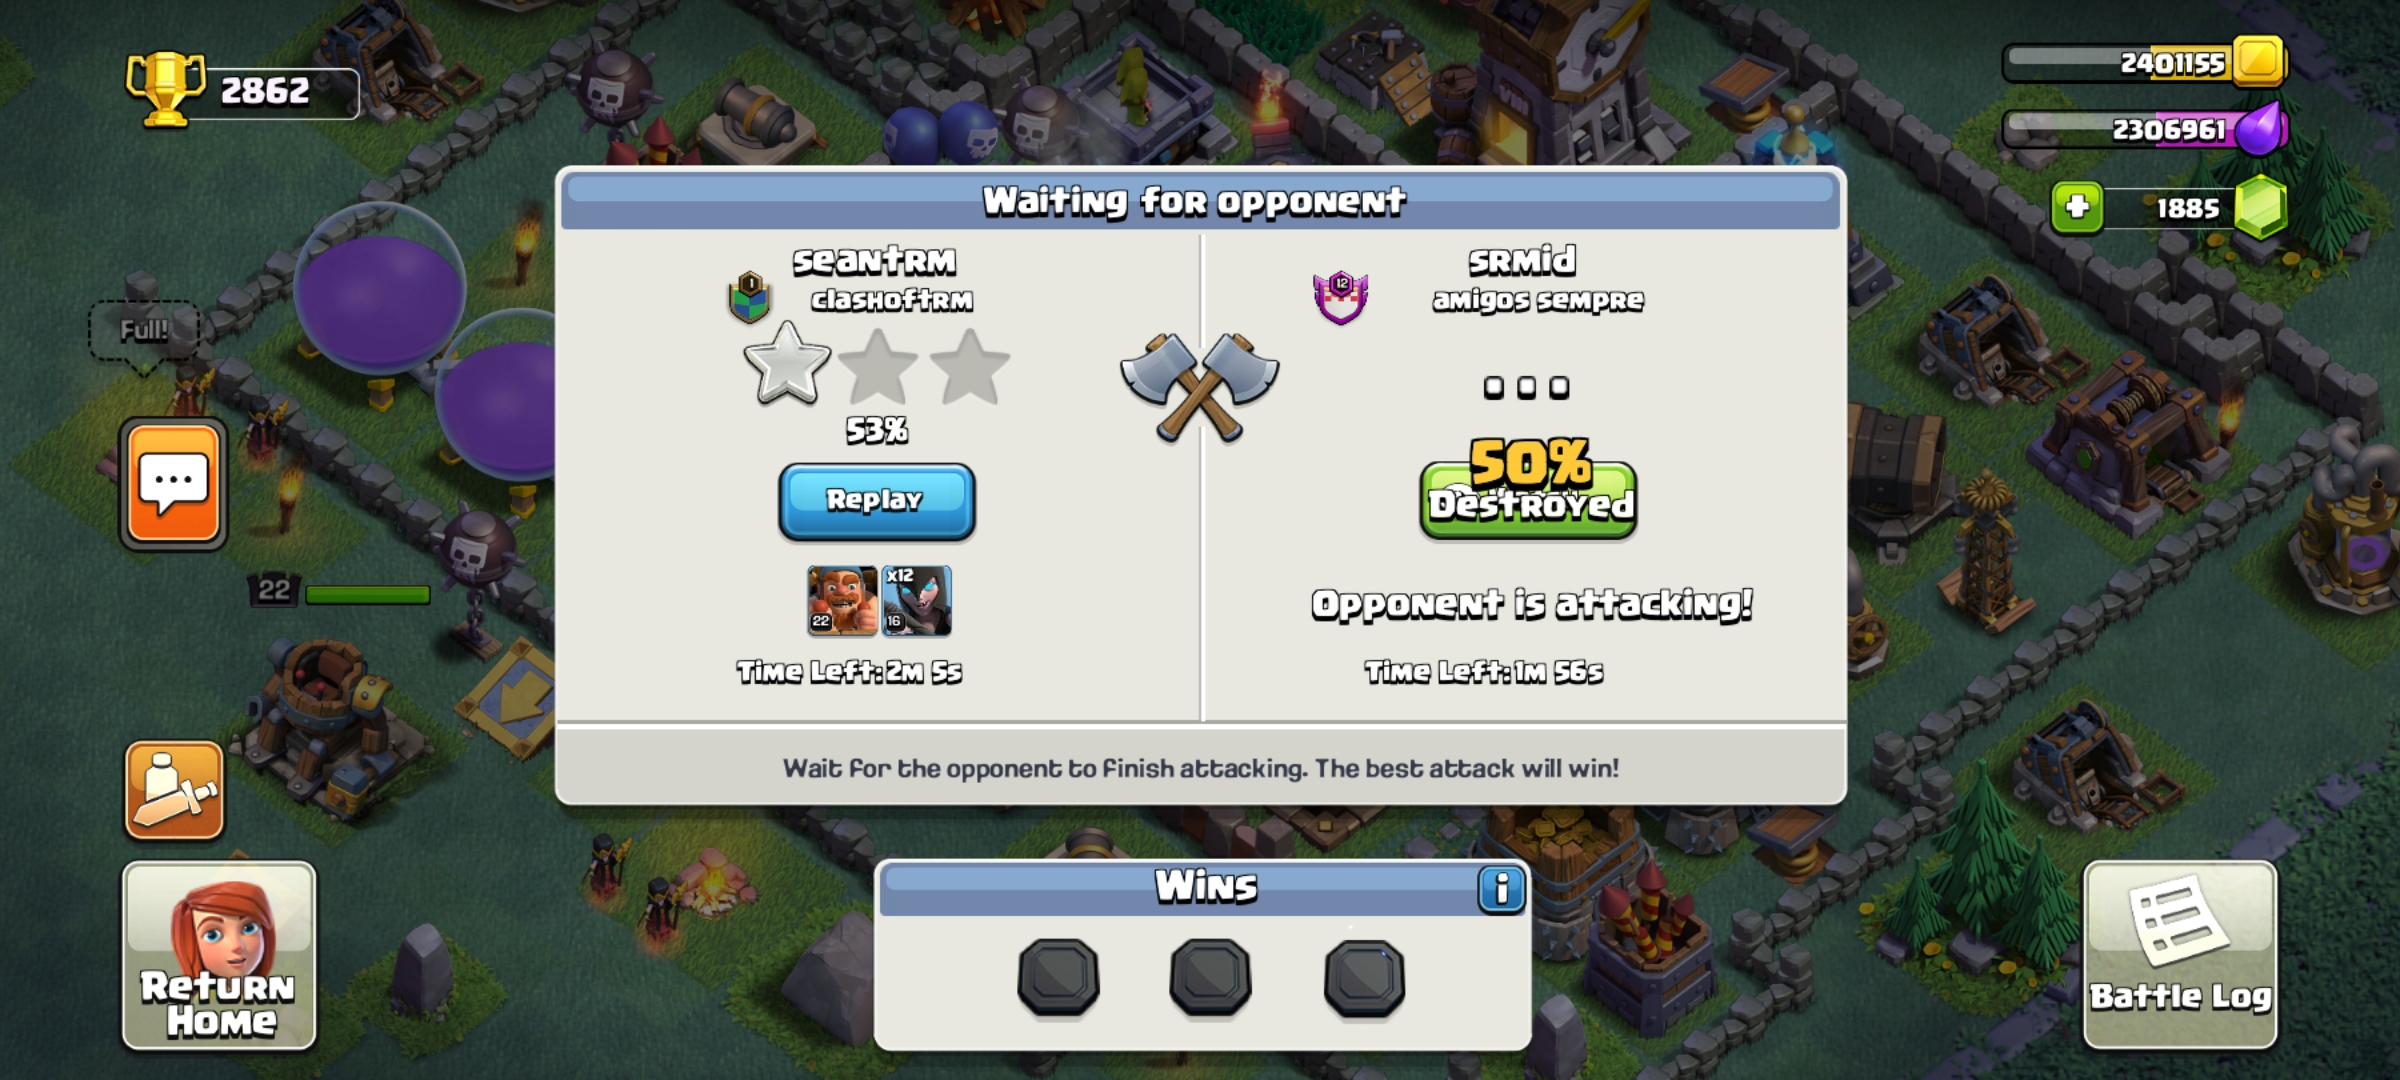 2862
2401155
2306961
1885
Full!
22
Waiting for opponent
seantrm
1
clashoftrm
53%
Replay
22
x12
16
Time Left: 2m 5s
srmid
12
amigos sempre
50%
Destroyed
Opponent is attacking!
Time Left: 1m 56s
Wait for the opponent to finish attacking. The best attack will win!
Wins
i
Return
Home
Battle Log